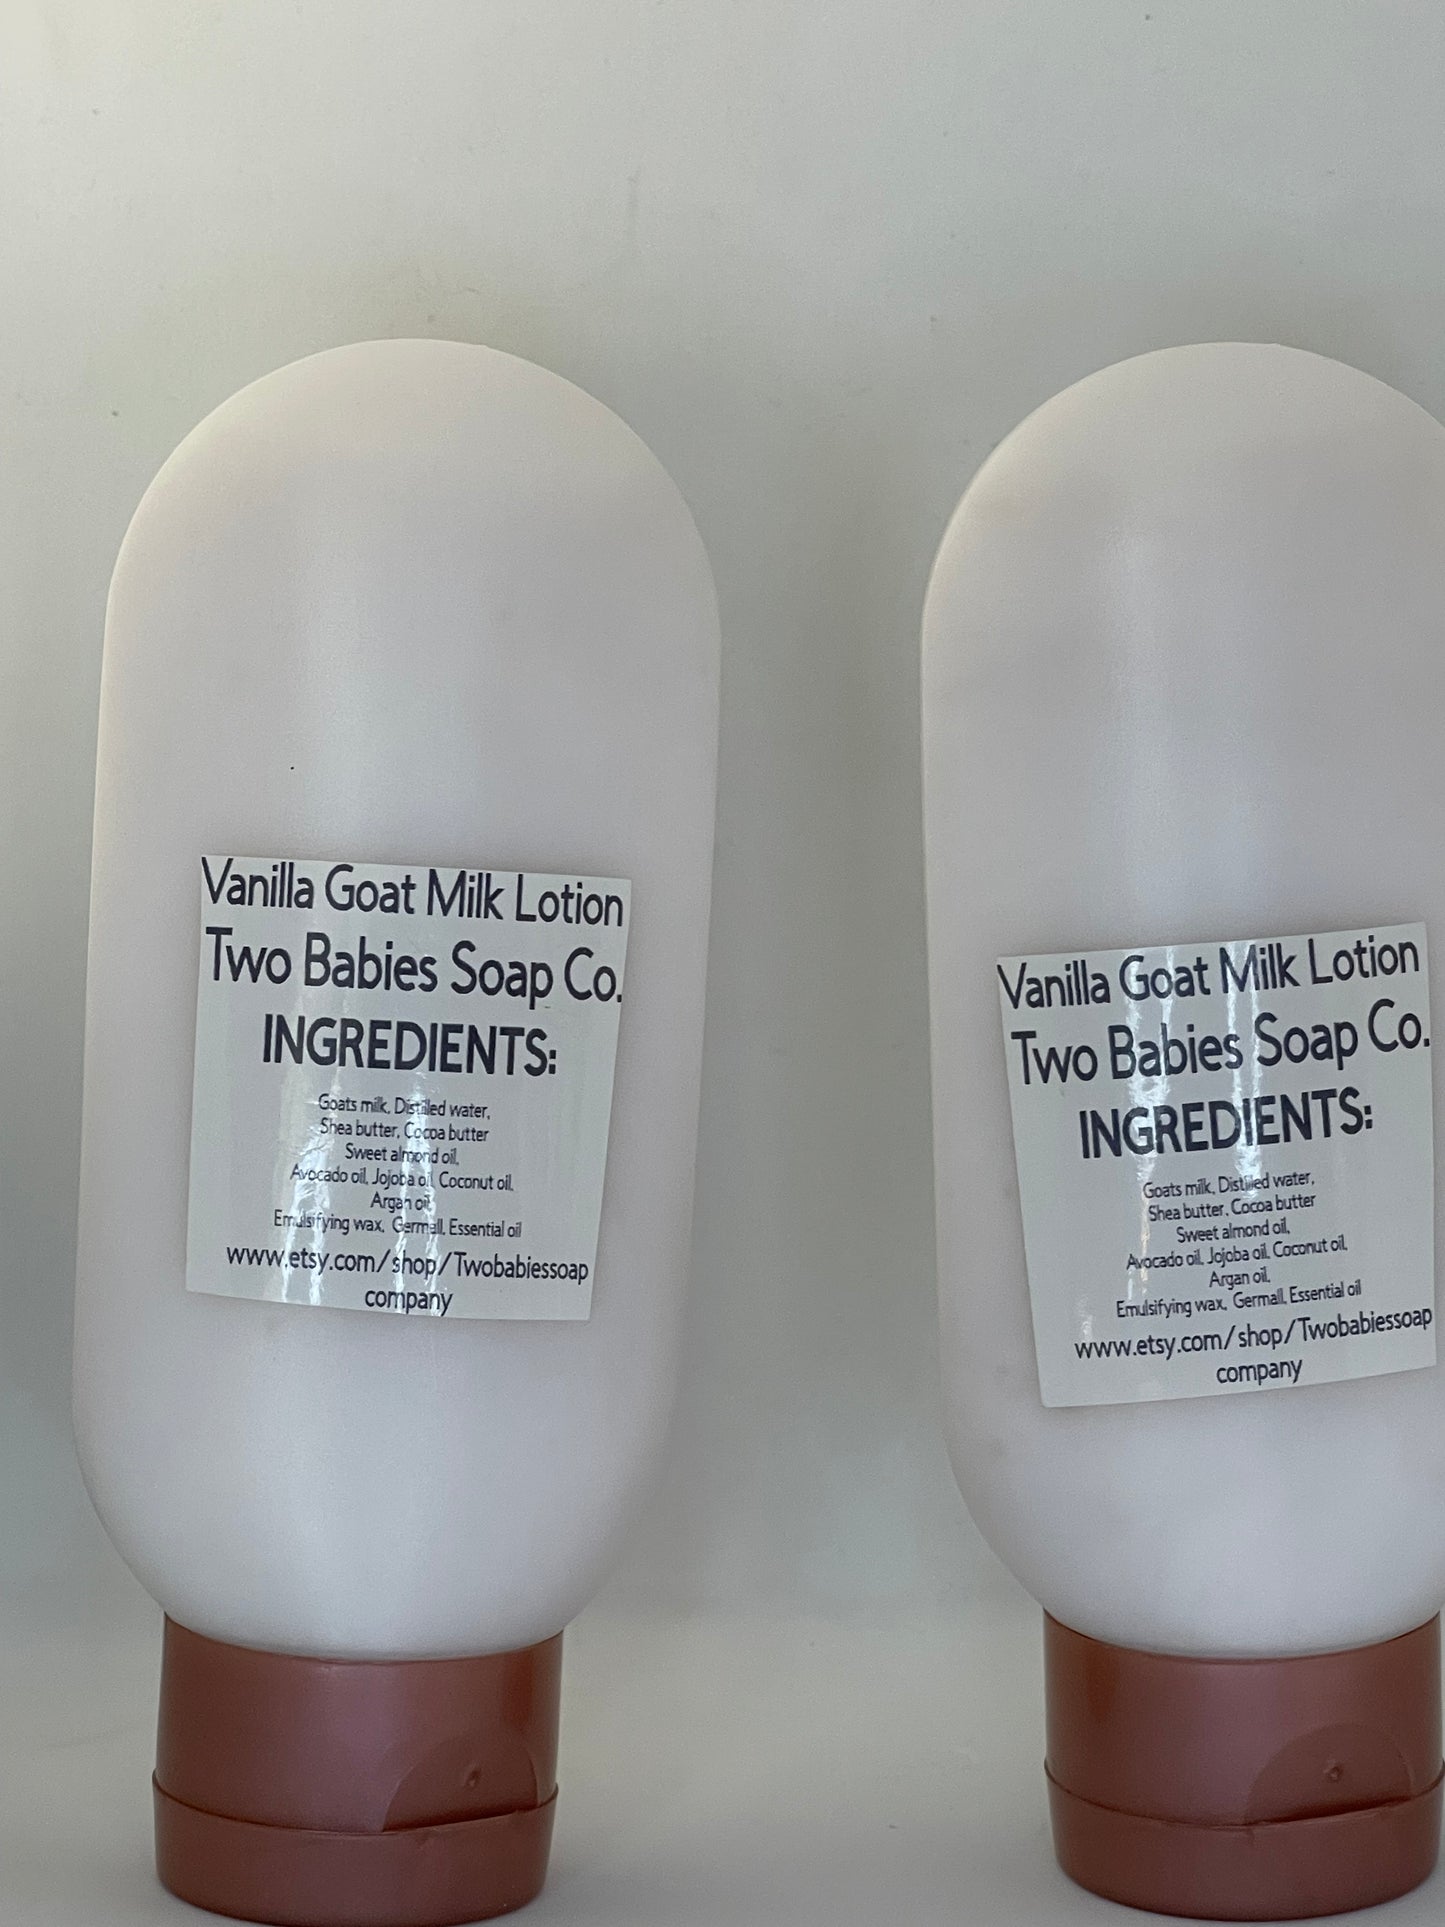 Vanilla Goat Milk Lotion
Two Babies Soap Co.
INGREDIENTS:
Goats milk, Distilled water,
Shea butter, Cocoa butter
Sweet almond oil,
Avocado oil, Jojoba oil, Coconut oil,
Argan oil,
Emulsifying wax, Germall, Essential oil
www.etsy.com/shop/Twobabiessoap
company
Vanilla Goat Milk Lotion
Two Babies Soap Co.
INGREDIENTS:
Goats milk, Distilled water,
Shea butter, Cocoa butter
Sweet almond oil,
Avocado oil, Jojoba oil, Coconut oil,
Argan oil,
Emulsifying wax, Germall, Essential oil
www.etsy.com/shop/Twobabiessoap
company